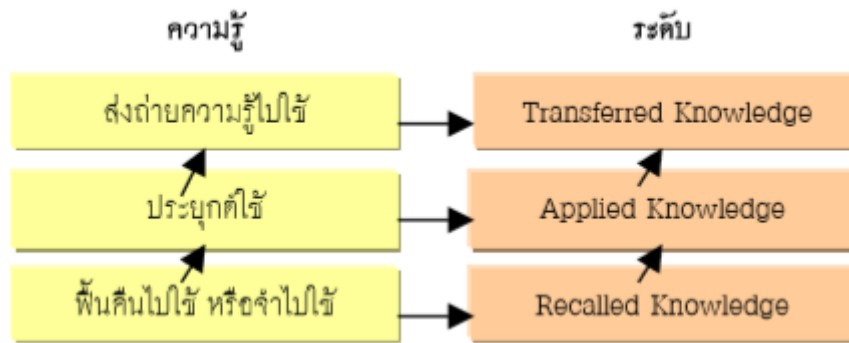 ความรู้ ระดับ
ส่งถ่ายความรู้ไปใช้ Transferred Knowledge
ประยุกต์ใช้ Applied Knowledge
ฟื้นคืนไปใช้ หรือจำไปใช้ Recalled Knowledge